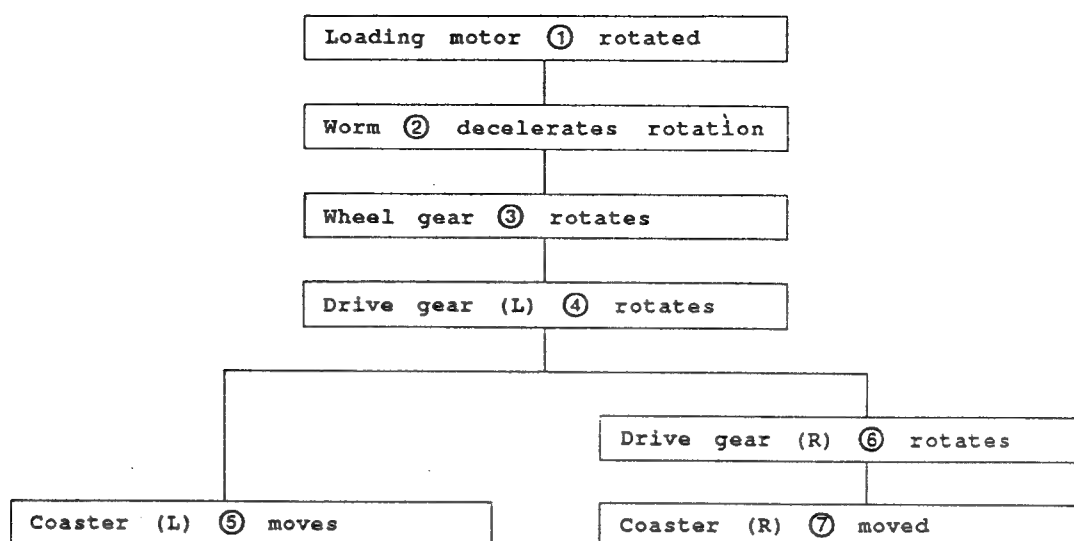 Loading motor ① rotated
Worm ② decelerates rotation
Wheel gear ③ rotates
Drive gear (L) ④ rotates
Drive gear (R) ⑥ rotates
Coaster (L) ⑤ moves
Coaster (R) ⑦ moved